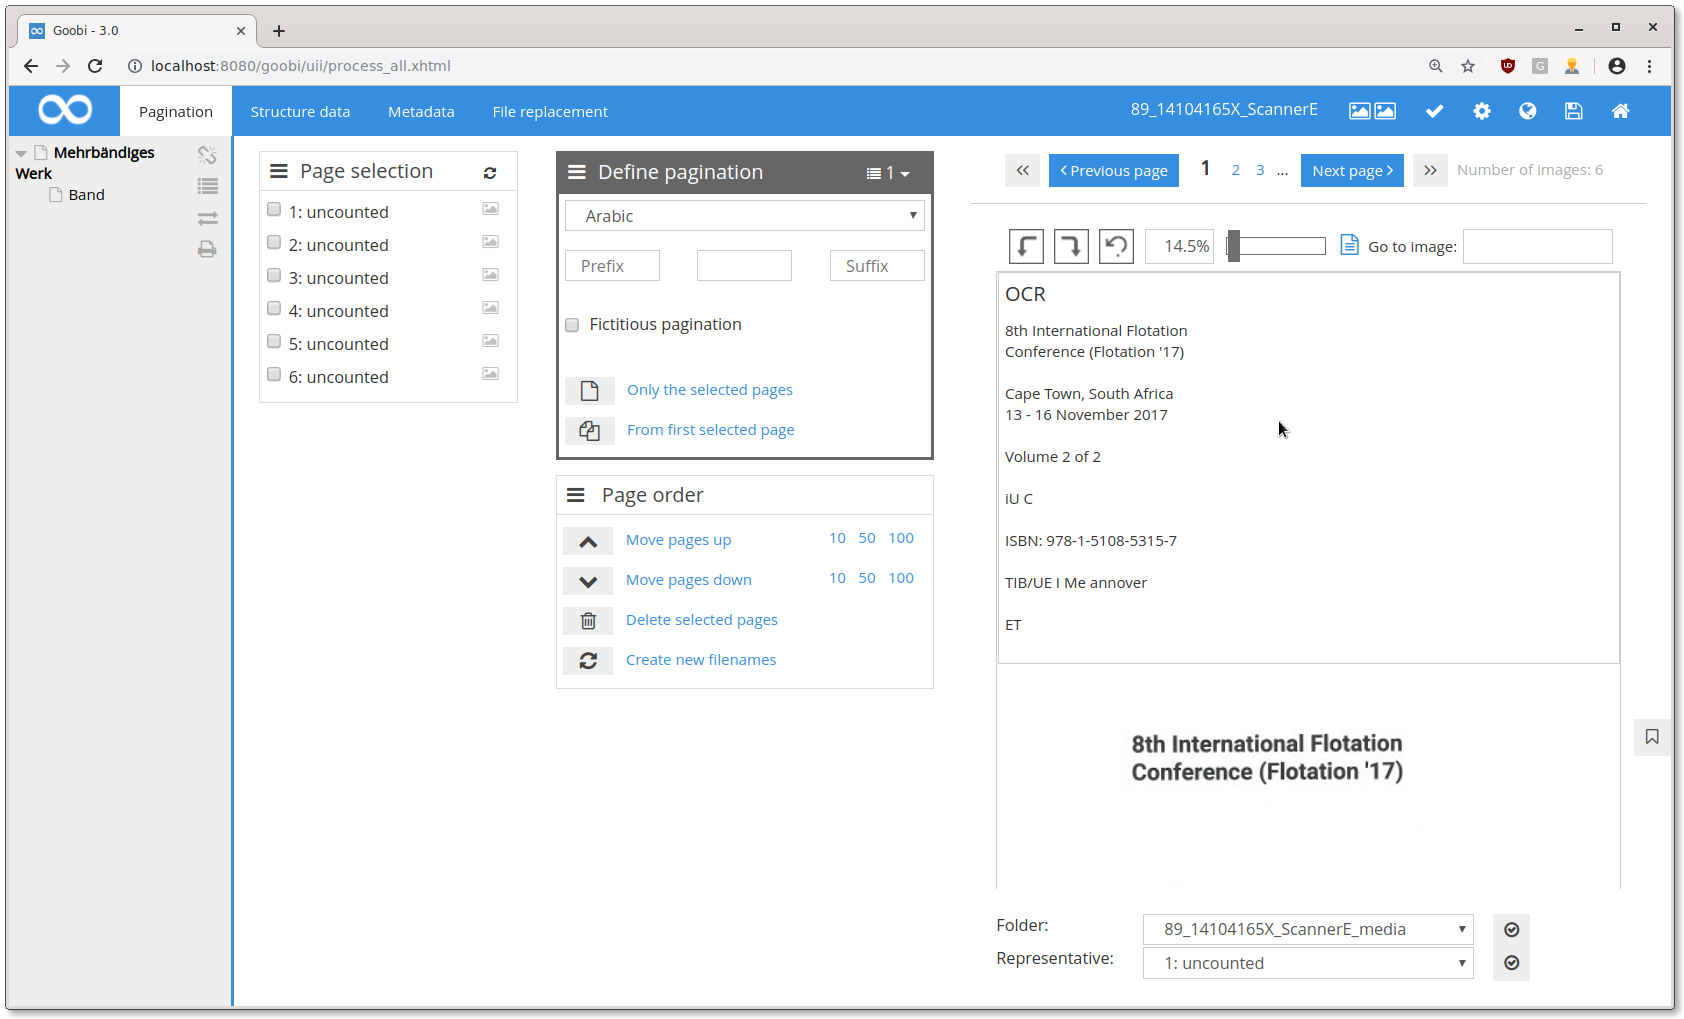 Goobi - 3.0
localhost:8080/goobi/uii/process_all.xhtml
Pagination
Structure data
Metadata
File replacement
89_14104165X_ScannerE
Mehrbändiges
Werk
Band
Page selection
1: uncounted
2: uncounted
3: uncounted
4: uncounted
5: uncounted
6: uncounted
Define pagination
1
Arabic
Prefix
Suffix
Fictitious pagination
Only the selected pages
From first selected page
Page order
Move pages up 10 50 100
Move pages down 10 50 100
Delete selected pages
Create new filenames
Previous page 1 2 3 ... Next page Number of images: 6
14.5% Go to image:
OCR
8th International Flotation
Conference (Flotation '17)
Cape Town, South Africa
13 - 16 November 2017
Volume 2 of 2
iU C
ISBN: 978-1-5108-5315-7
TIB/UE I Me annover
ET
8th International Flotation
Conference (Flotation '17)
Folder: 89_14104165X_ScannerE_media
Representative: 1: uncounted